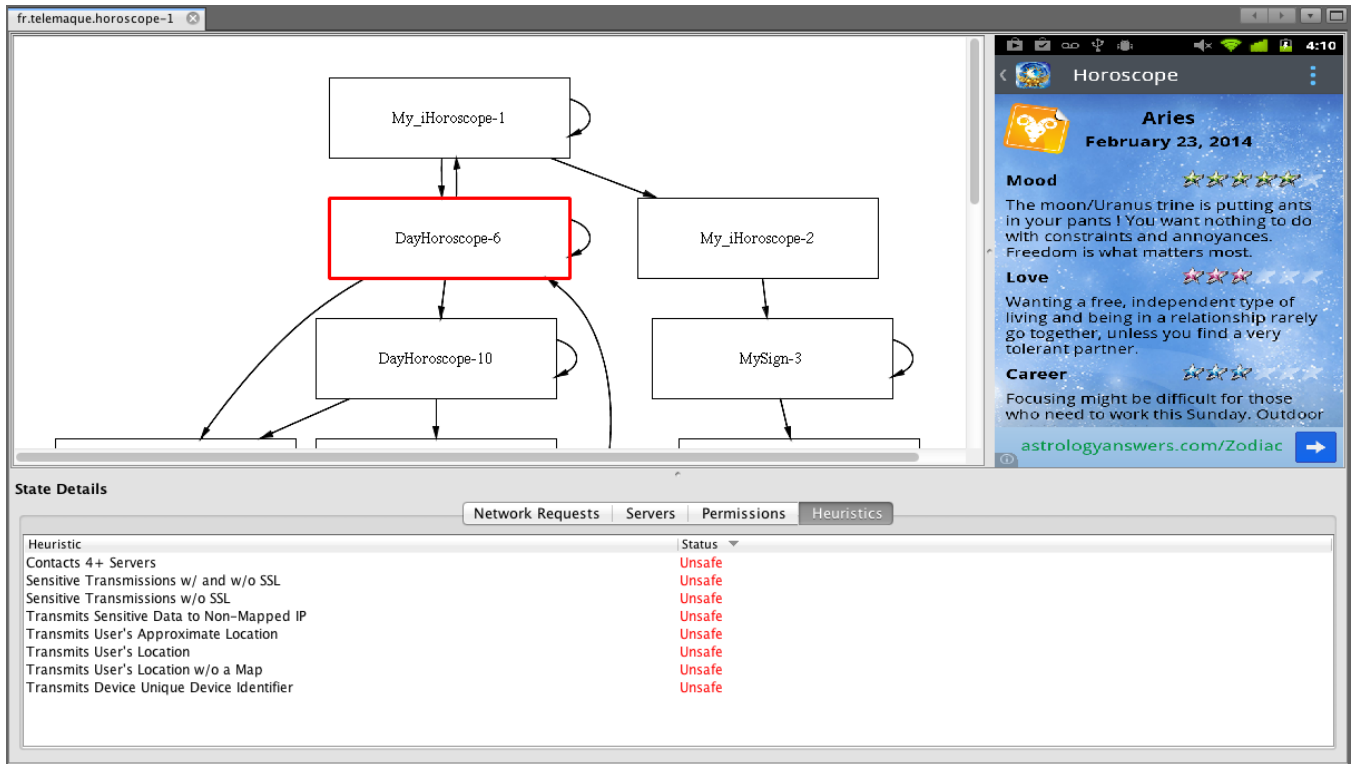 fr.telemaque.horoscope-1
My_iHoroscope-1
DayHoroscope-6
My_iHoroscope-2
DayHoroscope-10
MySign-3
4:10
Horoscope
Aries
February 23, 2014
Mood
The moon/Uranus trine is putting ants
in your pants ! You want nothing to do
with constraints and annoyances.
Freedom is what matters most.
Love
Wanting a free, independent type of
living and being in a relationship rarely
go together, unless you find a very
tolerant partner.
Career
Focusing might be difficult for those
who need to work this Sunday. Outdoor
astrologyanswers.com/Zodiac
State Details
Network Requests Servers Permissions Heuristics
Heuristic Status
Contacts 4+ Servers Unsafe
Sensitive Transmissions w/ and w/o SSL Unsafe
Sensitive Transmissions w/o SSL Unsafe
Transmits Sensitive Data to Non-Mapped IP Unsafe
Transmits User's Approximate Location Unsafe
Transmits User's Location Unsafe
Transmits User's Location w/o a Map Unsafe
Transmits Device Unique Device Identifier Unsafe